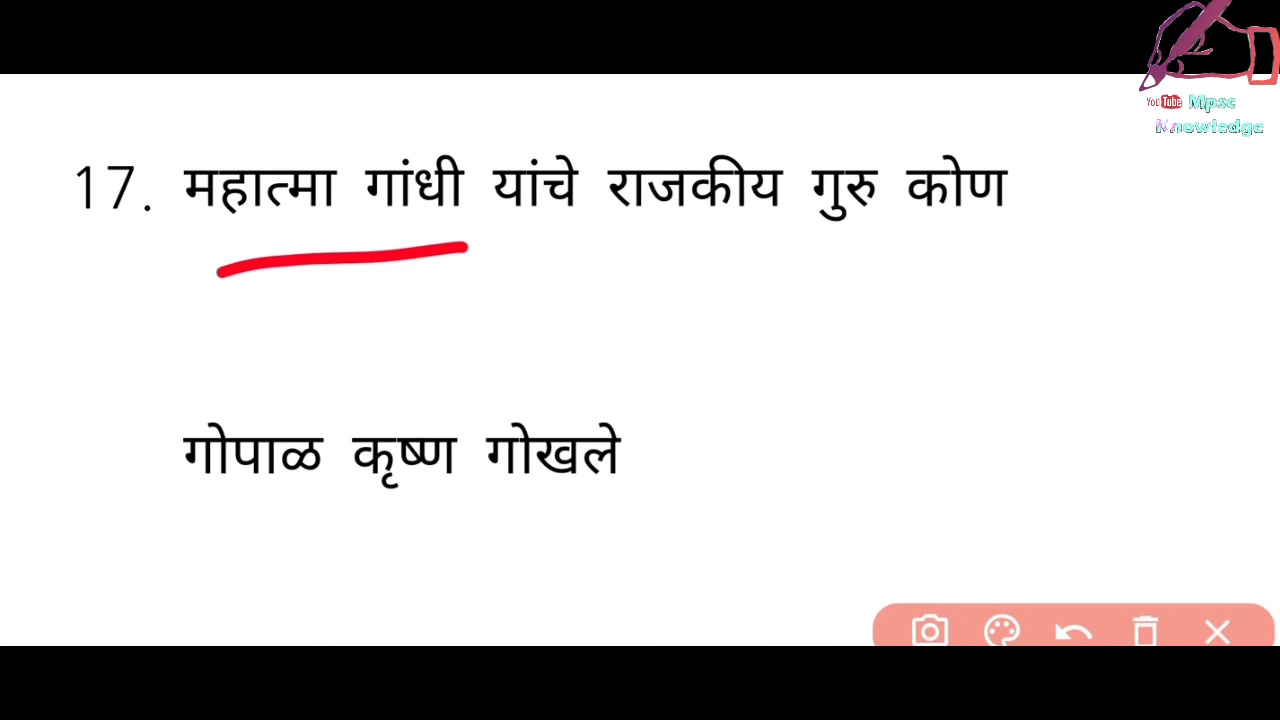 YouTube Mpsc
Knowledge
17. महात्मा गांधी यांचे राजकीय गुरु कोण
गोपाळ कृष्ण गोखले